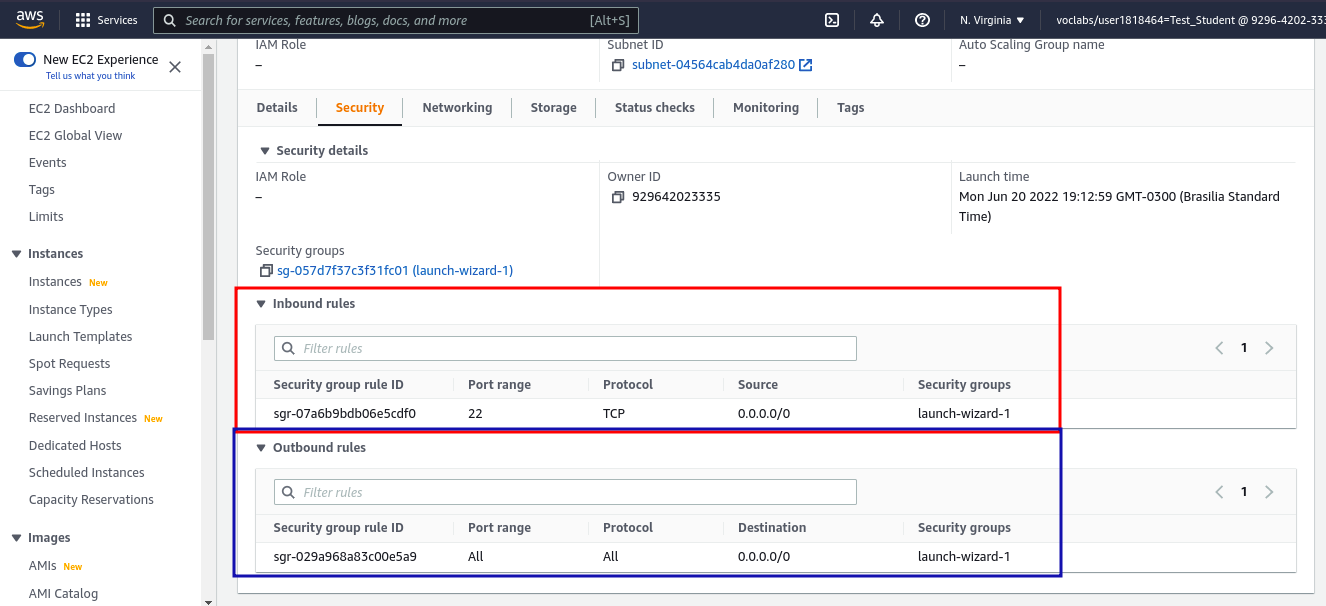 aws Services Search for services, features, blogs, docs, and more [Alt+S] N. Virginia voclabs/user1818464=Test_Student @ 9296-4202-333
New EC2 Experience
Tell us what you think
EC2 Dashboard
EC2 Global View
Events
Tags
Limits
Instances
Instances New
Instance Types
Launch Templates
Spot Requests
Savings Plans
Reserved Instances New
Dedicated Hosts
Scheduled Instances
Capacity Reservations
Images
AMIs New
AMI Catalog
IAM Role Subnet ID Auto Scaling Group name
– subnet-04564cab4da0af280 –
Details Security Networking Storage Status checks Monitoring Tags
Security details
IAM Role Owner ID Launch time
– 929642023335 Mon Jun 20 2022 19:12:59 GMT-0300 (Brasilia Standard
Time)
Security groups
sg-057d7f37c3f31fc01 (launch-wizard-1)
Inbound rules
Filter rules 1
Security group rule ID Port range Protocol Source Security groups
sgr-07a6b9bdb06e5cdf0 22 TCP 0.0.0.0/0 launch-wizard-1
Outbound rules
Filter rules 1
Security group rule ID Port range Protocol Destination Security groups
sgr-029a968a83c00e5a9 All All 0.0.0.0/0 launch-wizard-1